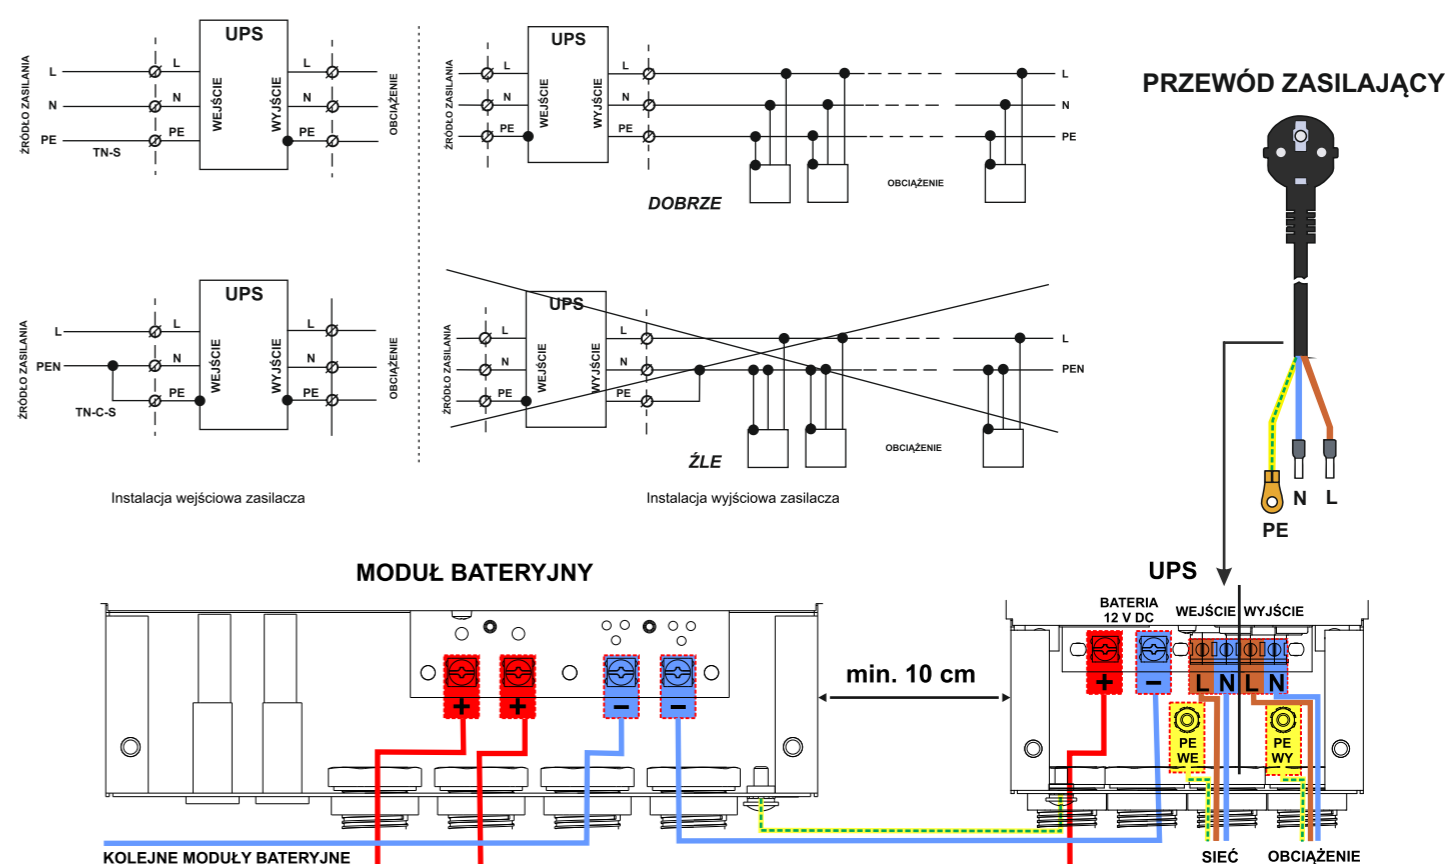 UPS
ŹRÓDŁO ZASILANIA
L
N
PE
TN-S
L
N
PE
WEJŚCIE
WYJŚCIE
L
N
PE
OBCIĄŻENIE
UPS
ŹRÓDŁO ZASILANIA
L
N
PE
WEJŚCIE
WYJŚCIE
L
N
PE
L
N
PE
OBCIĄŻENIE
DOBRZE
UPS
ŹRÓDŁO ZASILANIA
L
PEN
TN-C-S
L
N
PE
WEJŚCIE
WYJŚCIE
L
N
PE
OBCIĄŻENIE
UPS
ŹRÓDŁO ZASILANIA
L
N
PE
WEJŚCIE
WYJŚCIE
L
N
PE
L
PEN
OBCIĄŻENIE
ŹLE
Instalacja wejściowa zasilacza
Instalacja wyjściowa zasilacza
PRZEWÓD ZASILAJĄCY
N L
PE
MODUŁ BATERYJNY
+ + – –
min. 10 cm
KOLEJNE MODUŁY BATERYJNE
UPS
BATERIA
12 V DC
WEJŚCIE WYJŚCIE
+ – L N L N
PE
WE
PE
WY
SIEĆ OBCIĄŻENIE